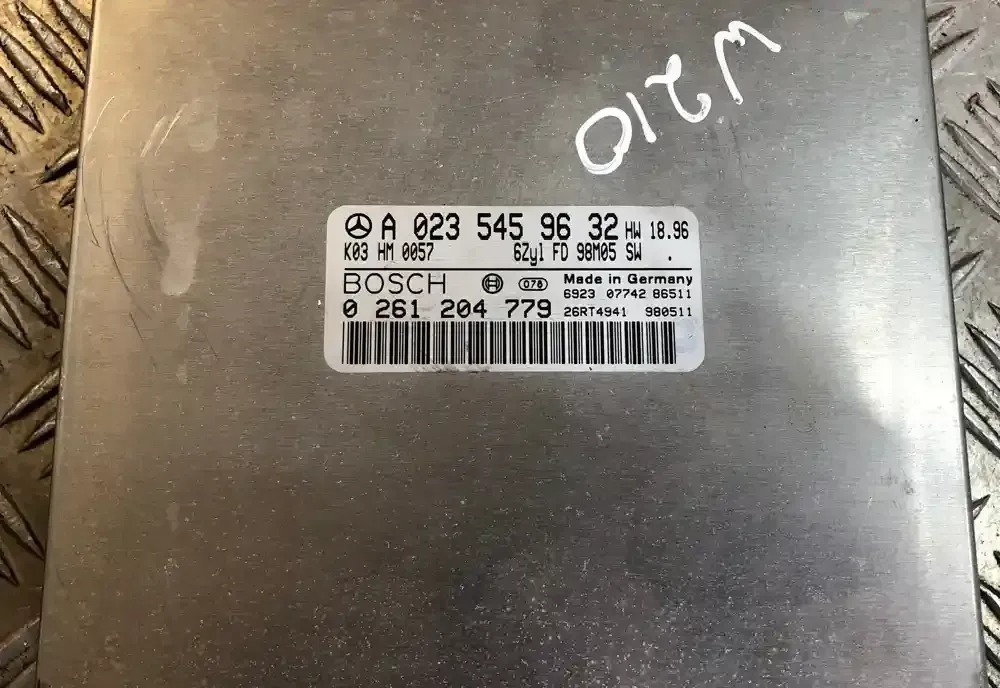 W210
A 023 545 96 32 HW 18.96
K03 HM 0057 6Zyl FD 98M05 SW .
BOSCH 078 Made in Germany
6923 07742 86511
0 261 204 779 26RT4941 980511